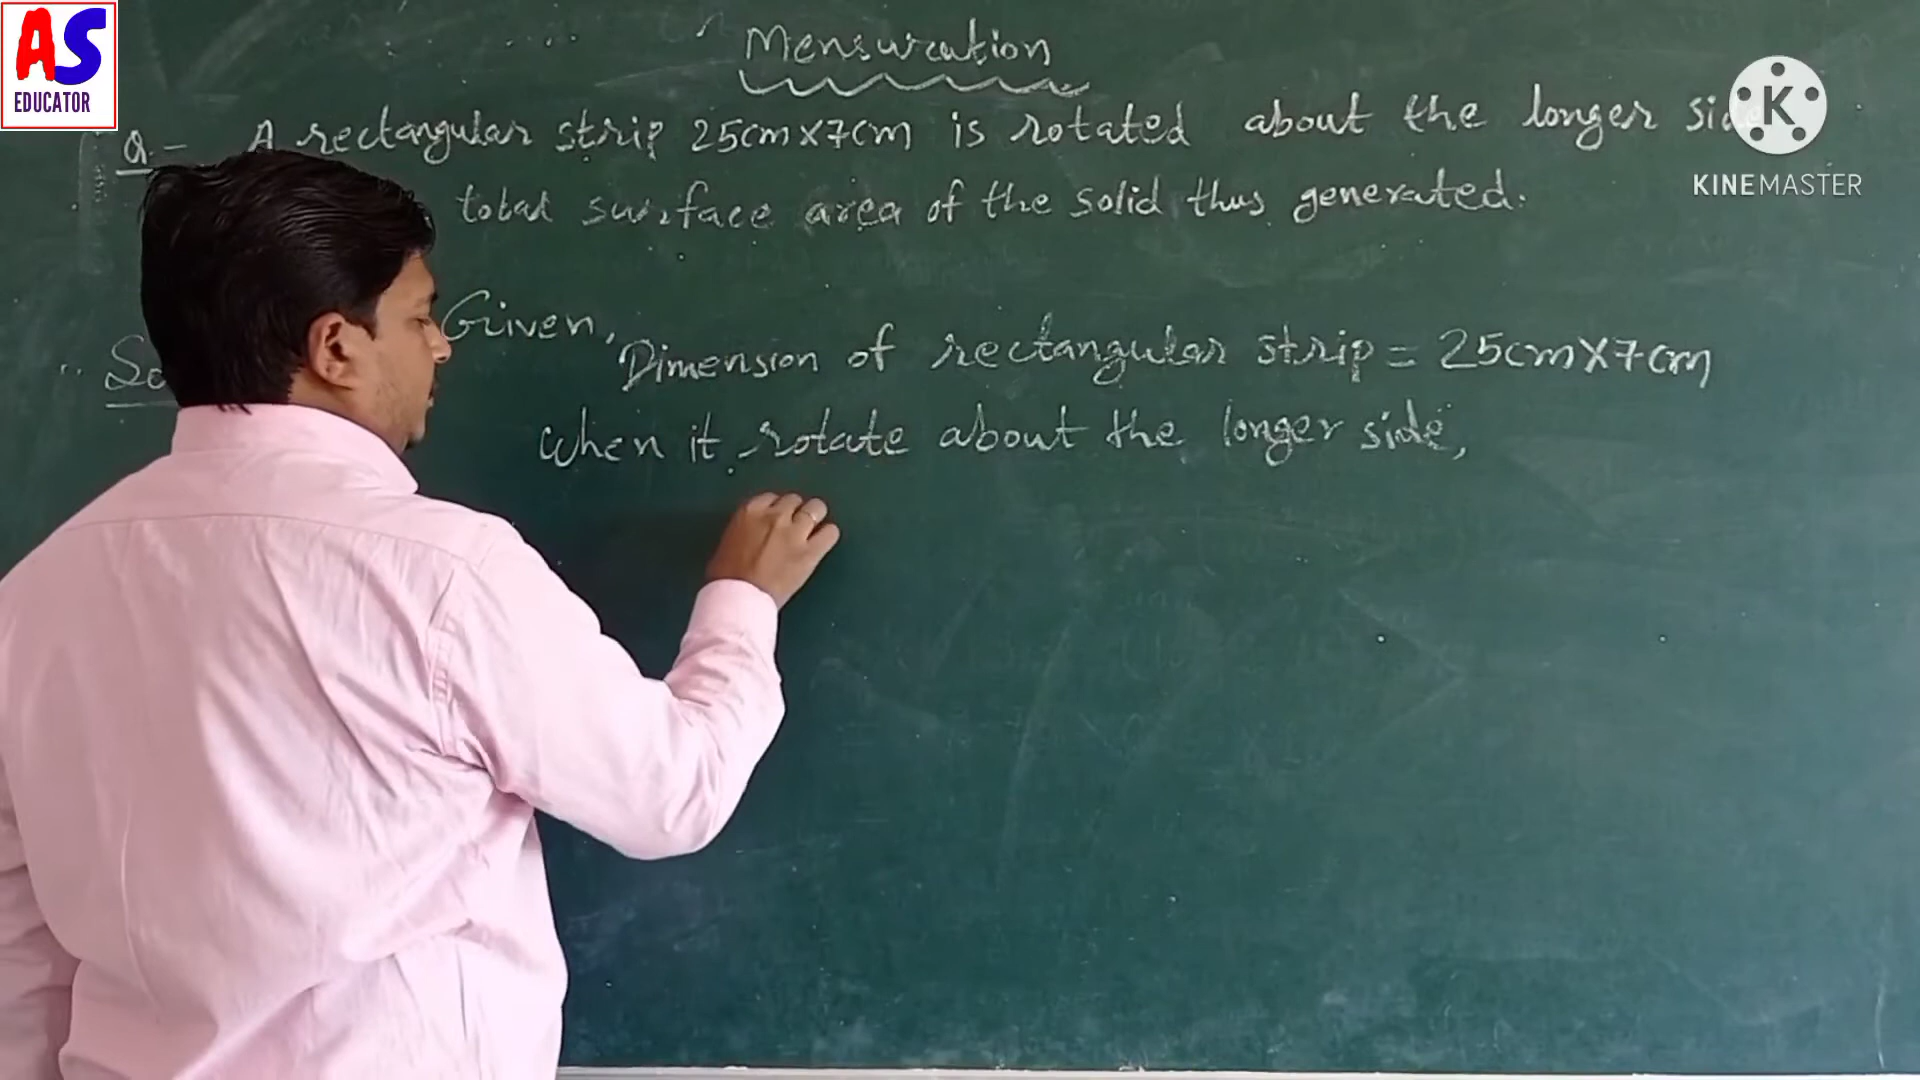 AS
EDUCATOR
Mensuration
Q.- A rectangular strip 25cm×7cm is rotated about the longer side
total surface area of the solid thus generated.
Given,
Dimension of rectangular strip = 25cm×7cm
when it rotate about the longer side,
K
KINEMASTER